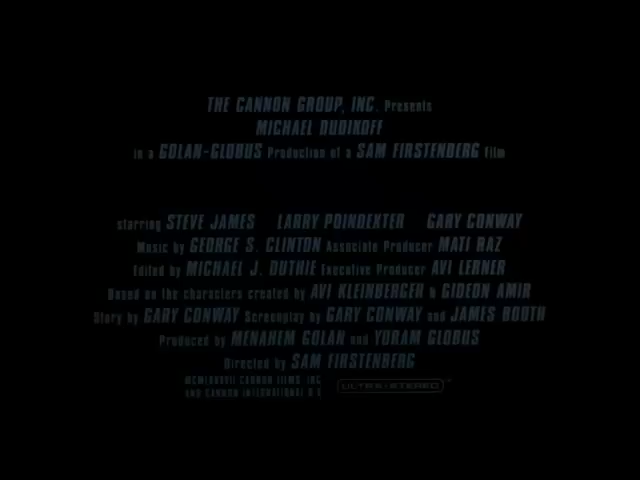 THE CANNON GROUP, INC. Presents
MICHAEL DUDIKOFF
in a GOLAN-GLOBUS Production of a SAM FIRSTENBERG Film
starring STEVE JAMES LARRY POINDEXTER GARY CONWAY
Music by GEORGE S. CLINTON Associate Producer MATI RAZ
Edited by MICHAEL J. DUTHIE Executive Producer AVI LERNER
Based on the characters created by AVI KLEINBERGER & GIDEON AMIR
Story by GARY CONWAY Screenplay by GARY CONWAY and JAMES BOOTH
Produced by MENAHEM GOLAN and YORAM GLOBUS
Directed by SAM FIRSTENBERG
MCMLXXXVII CANNON FILMS, INC.
AND CANNON INTERNATIONAL B.V.
ULTRA-STEREO™